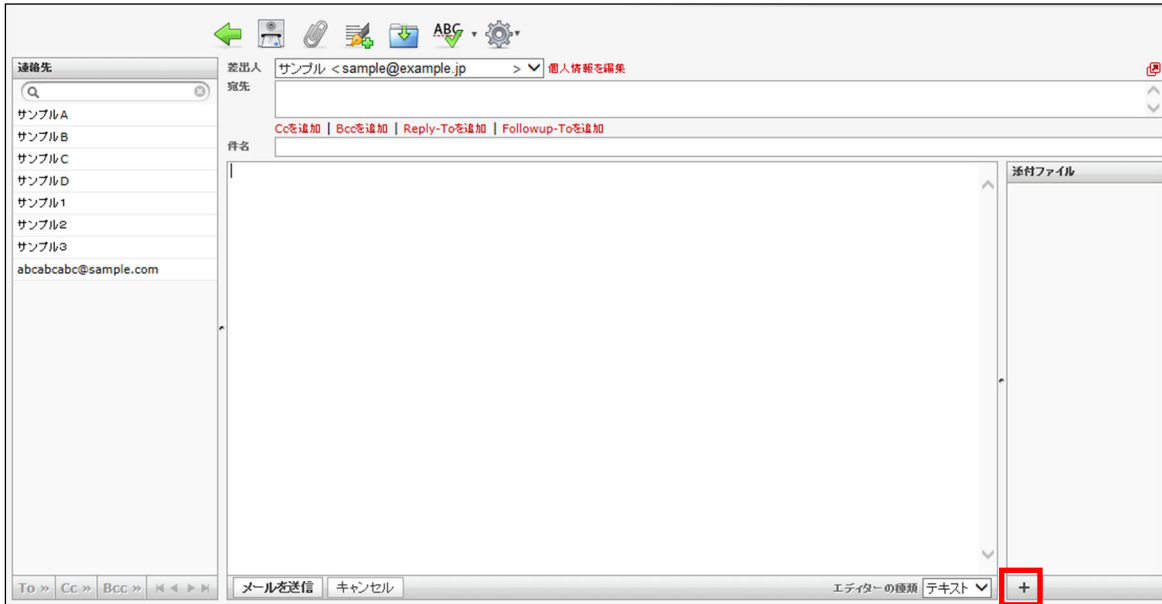 ABC
連絡先
サンプルA
サンプルB
サンプルC
サンプルD
サンプル1
サンプル2
サンプル3
abcabcabc@sample.com
To » Cc » Bcc »
差出人 サンプル <sample@example.jp > 個人情報を編集
宛先
Ccを追加 | Bccを追加 | Reply-Toを追加 | Followup-Toを追加
件名
添付ファイル
メールを送信 キャンセル エディターの種類 テキスト +